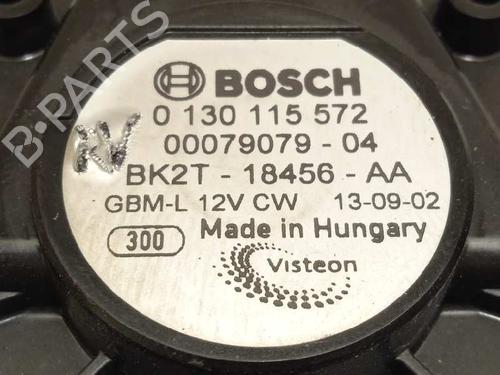 BOSCH
0 130 115 572
00079079 - 04
BK2T - 18456 - AA
GBM-L 12V CW 13-09-02
300 Made in Hungary
Visteon
B-PARTS